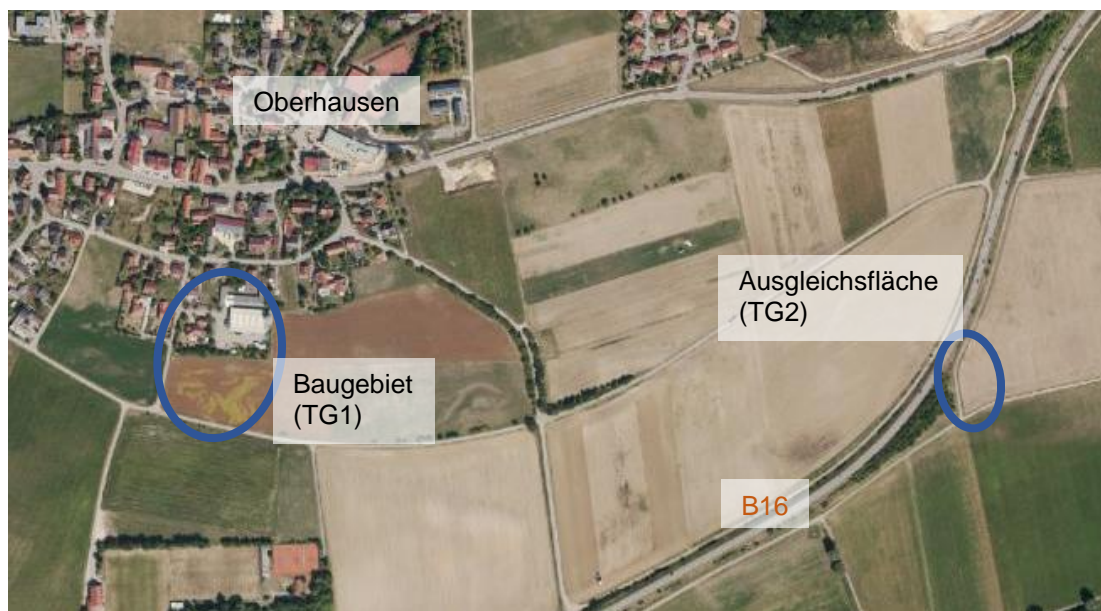 Oberhausen
Ausgleichsfläche
(TG2)
Baugebiet
(TG1)
B16